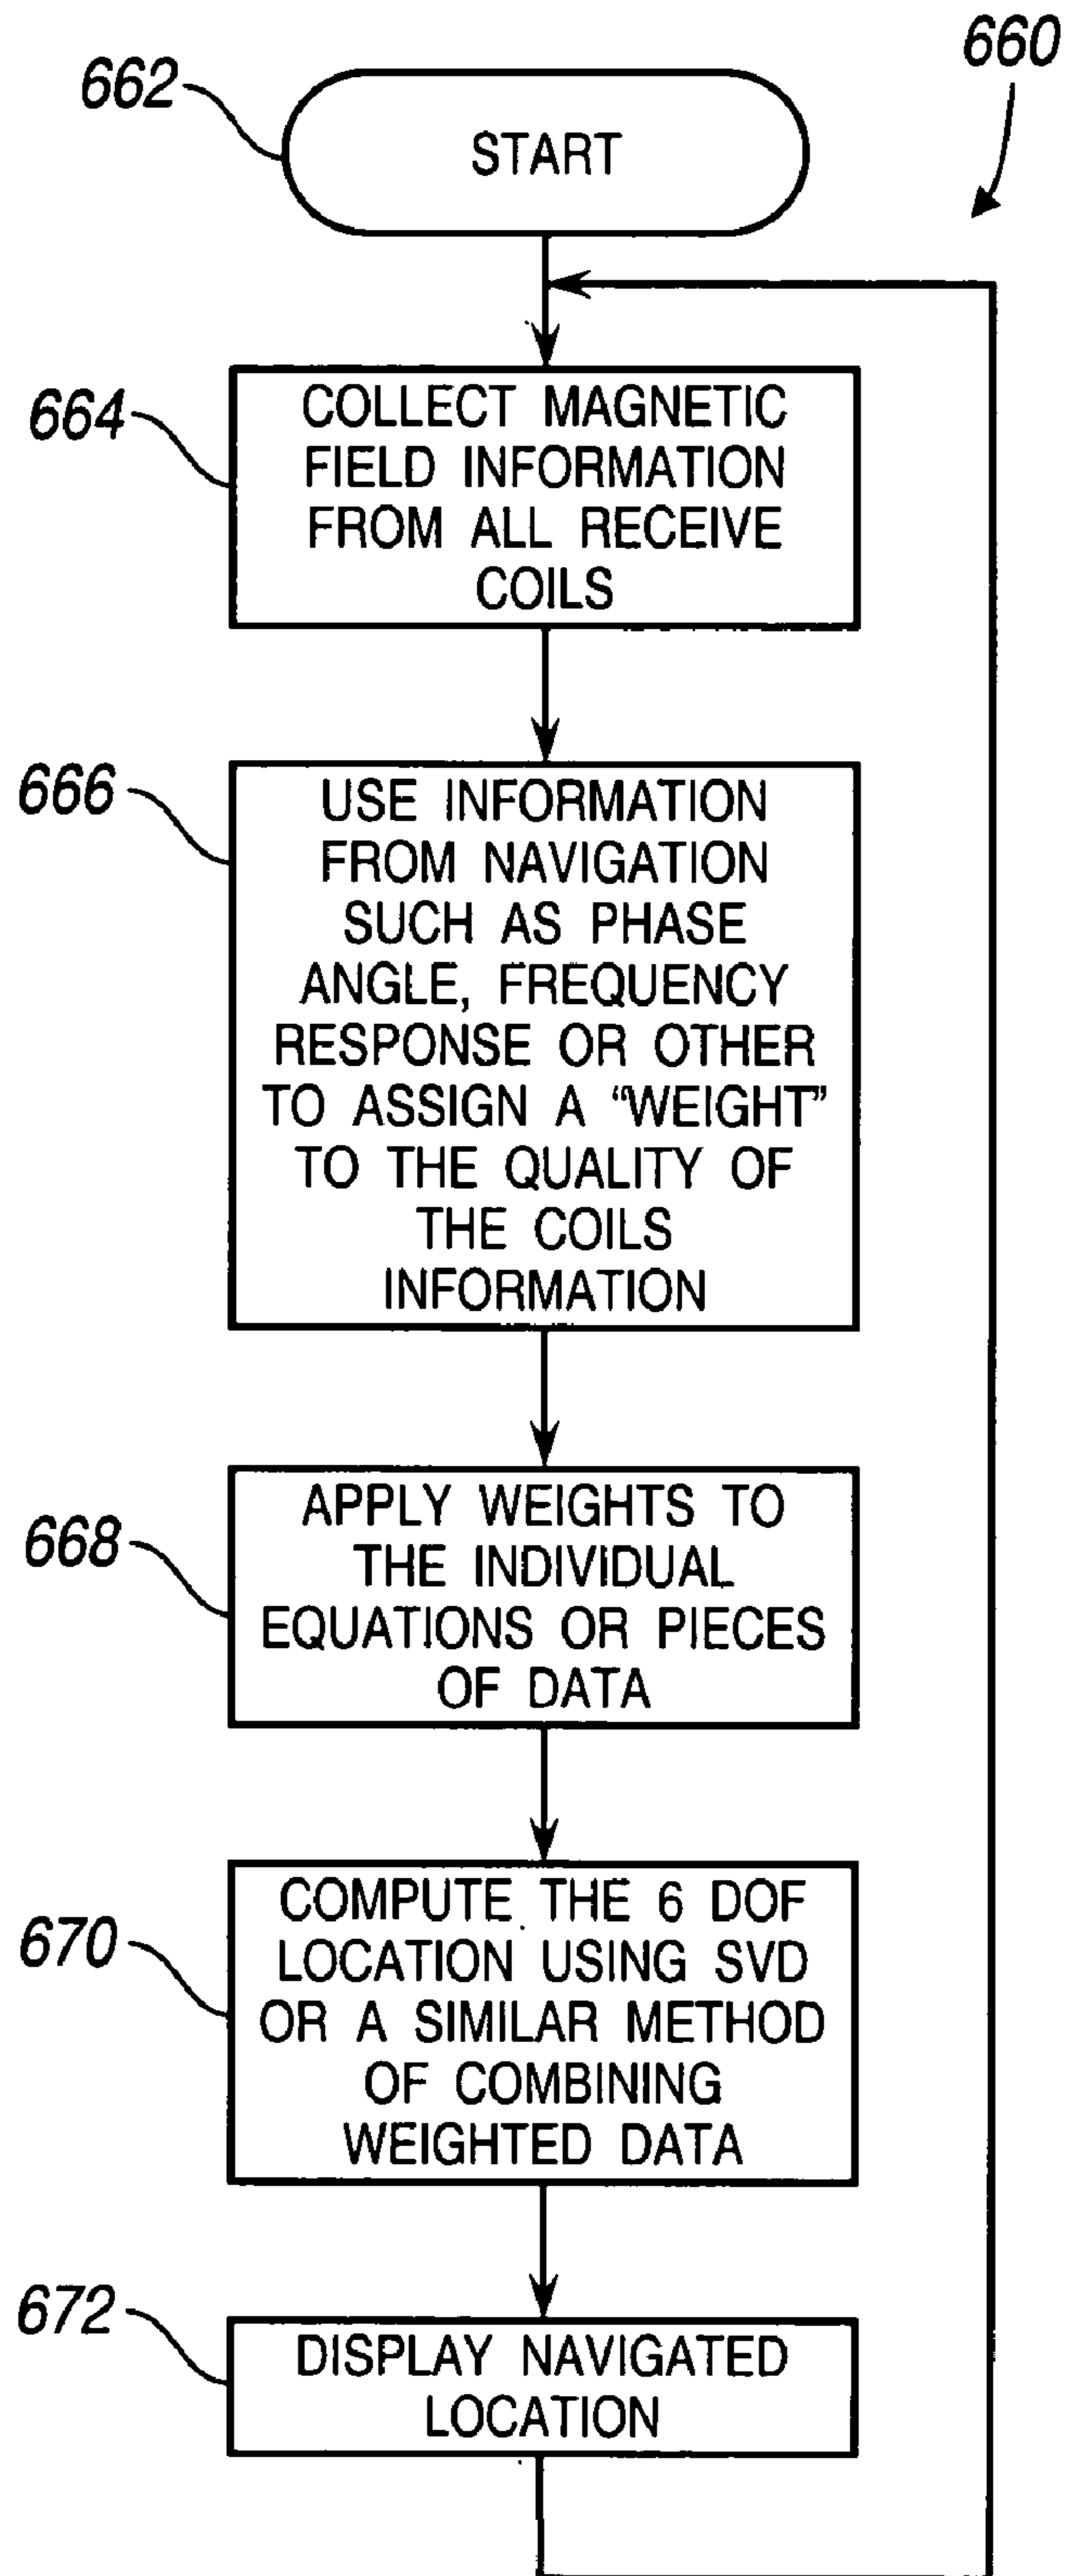 660
662
START
664
COLLECT MAGNETIC
FIELD INFORMATION
FROM ALL RECEIVE
COILS
666
USE INFORMATION
FROM NAVIGATION
SUCH AS PHASE
ANGLE, FREQUENCY
RESPONSE OR OTHER
TO ASSIGN A “WEIGHT”
TO THE QUALITY OF
THE COILS
INFORMATION
668
APPLY WEIGHTS TO
THE INDIVIDUAL
EQUATIONS OR PIECES
OF DATA
670
COMPUTE THE 6 DOF
LOCATION USING SVD
OR A SIMILAR METHOD
OF COMBINING
WEIGHTED DATA
672
DISPLAY NAVIGATED
LOCATION